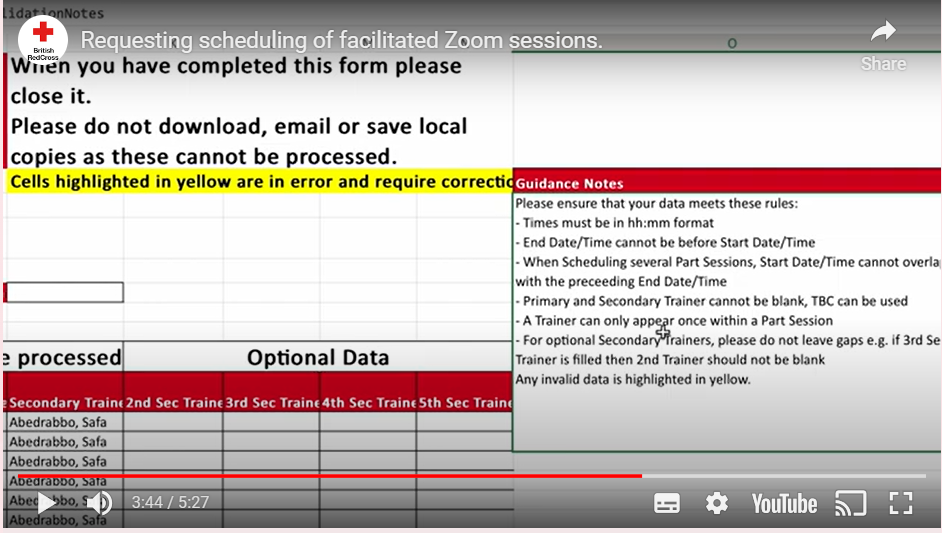 lidationNotes
British
RedCross
Requesting scheduling of facilitated Zoom sessions.
O
Share
When you have completed this form please
close it.
Please do not download, email or save local
copies as these cannot be processed.
Cells highlighted in yellow are in error and require correctio
Guidance Notes
Please ensure that your data meets these rules:
- Times must be in hh:mm format
- End Date/Time cannot be before Start Date/Time
- When Scheduling several Part Sessions, Start Date/Time cannot overla
with the preceeding End Date/Time
- Primary and Secondary Trainer cannot be blank, TBC can be used
- A Trainer can only appear once within a Part Session
- For optional Secondary Trainers, please do not leave gaps e.g. if 3rd Se
Trainer is filled then 2nd Trainer should not be blank
Any invalid data is highlighted in yellow.
e processed
Optional Data
e Secondary Traine 2nd Sec Traine 3rd Sec Traine 4th Sec Traine 5th Sec Traine
Abedrabbo, Safa
Abedrabbo, Safa
Abedrabbo, Safa
Abedrabbo, Safa
Abedrabbo, Safa
Abedrabbo, Safa
3:44 / 5:27
YouTube